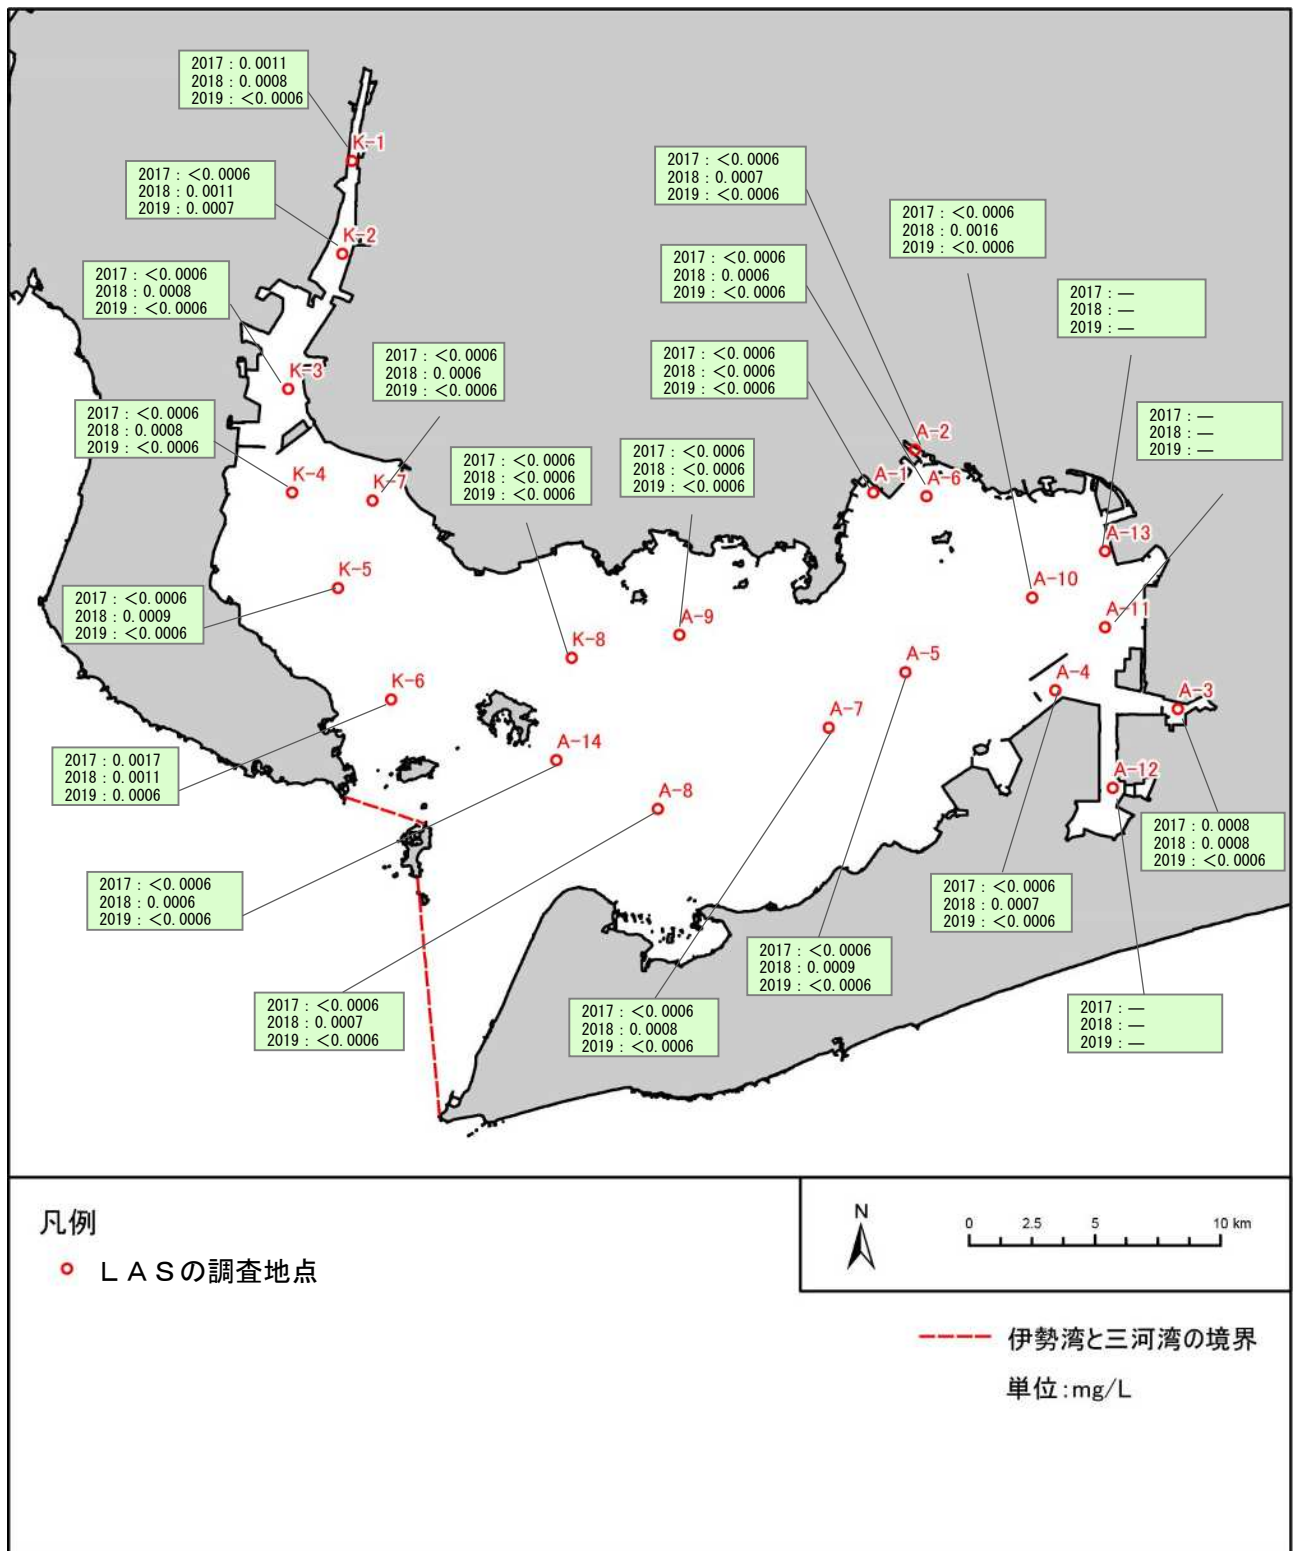 2017 : 0.0011
2018 : 0.0008
2019 : <0.0006
K-1
2017 : <0.0006
2018 : 0.0011
2019 : 0.0007
K-2
2017 : <0.0006
2018 : 0.0008
2019 : <0.0006
K-3
2017 : <0.0006
2018 : 0.0006
2019 : <0.0006
K-7
2017 : <0.0006
2018 : 0.0008
2019 : <0.0006
K-4
2017 : <0.0006
2018 : 0.0009
2019 : <0.0006
K-5
2017 : 0.0017
2018 : 0.0011
2019 : 0.0006
K-6
2017 : <0.0006
2018 : <0.0006
2019 : <0.0006
K-8
2017 : <0.0006
2018 : <0.0006
2019 : <0.0006
A-9
2017 : <0.0006
2018 : 0.0007
2019 : <0.0006
A-2
2017 : <0.0006
2018 : 0.0006
2019 : <0.0006
A-6
2017 : <0.0006
2018 : <0.0006
2019 : <0.0006
A-1
2017 : <0.0006
2018 : 0.0016
2019 : <0.0006
A-10
2017 : —
2018 : —
2019 : —
A-13
2017 : —
2018 : —
2019 : —
A-11
A-5
A-4
A-3
A-7
A-14
A-8
A-12
2017 : 0.0008
2018 : 0.0008
2019 : <0.0006
2017 : <0.0006
2018 : 0.0006
2019 : <0.0006
2017 : <0.0006
2018 : 0.0007
2019 : <0.0006
2017 : <0.0006
2018 : 0.0009
2019 : <0.0006
2017 : <0.0006
2018 : 0.0007
2019 : <0.0006
2017 : <0.0006
2018 : 0.0008
2019 : <0.0006
2017 : —
2018 : —
2019 : —
凡例
ＬＡＳの調査地点
N
0 2.5 5 10 km
伊勢湾と三河湾の境界
単位:mg/L